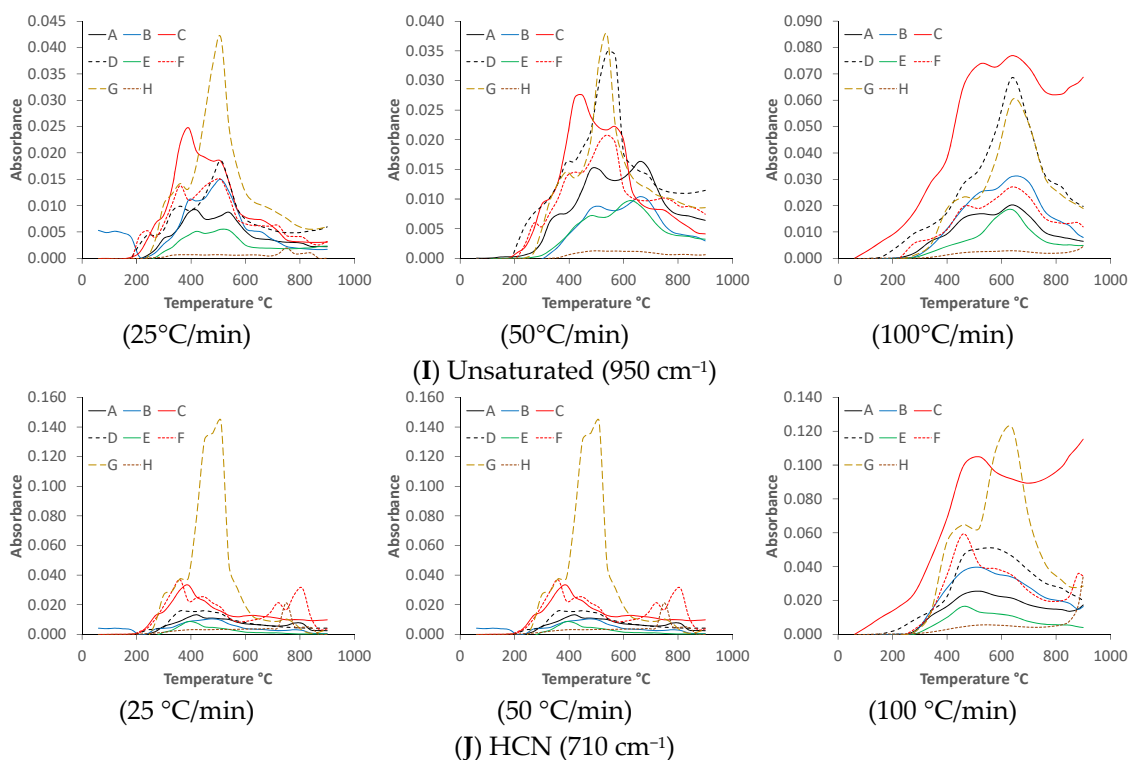 0.045
0.040
0.035
0.030
0.025
0.020
0.015
0.010
0.005
0.000
Absorbance
A B C
D E F
G H
0 200 400 600 800 1000
Temperature °C
(25°C/min)
0.040
0.035
0.030
0.025
0.020
0.015
0.010
0.005
0.000
Absorbance
A B C
D E F
G H
0 200 400 600 800 1000
Temperature °C
(50°C/min)
0.090
0.080
0.070
0.060
0.050
0.040
0.030
0.020
0.010
0.000
Absorbance
A B C
D E F
G H
0 200 400 600 800 1000
Temperature °C
(100°C/min)
(I) Unsaturated (950 cm⁻¹)
0.160
0.140
0.120
0.100
0.080
0.060
0.040
0.020
0.000
Absorbance
A B C
D E F
G H
0 200 400 600 800 1000
Temperature °C
(25 °C/min)
0.160
0.140
0.120
0.100
0.080
0.060
0.040
0.020
0.000
Absorbance
A B C
D E F
G H
0 200 400 600 800 1000
Temperature °C
(50 °C/min)
0.140
0.120
0.100
0.080
0.060
0.040
0.020
0.000
Absorbance
A B C
D E F
G H
0 200 400 600 800 1000
Temperature °C
(100 °C/min)
(J) HCN (710 cm⁻¹)